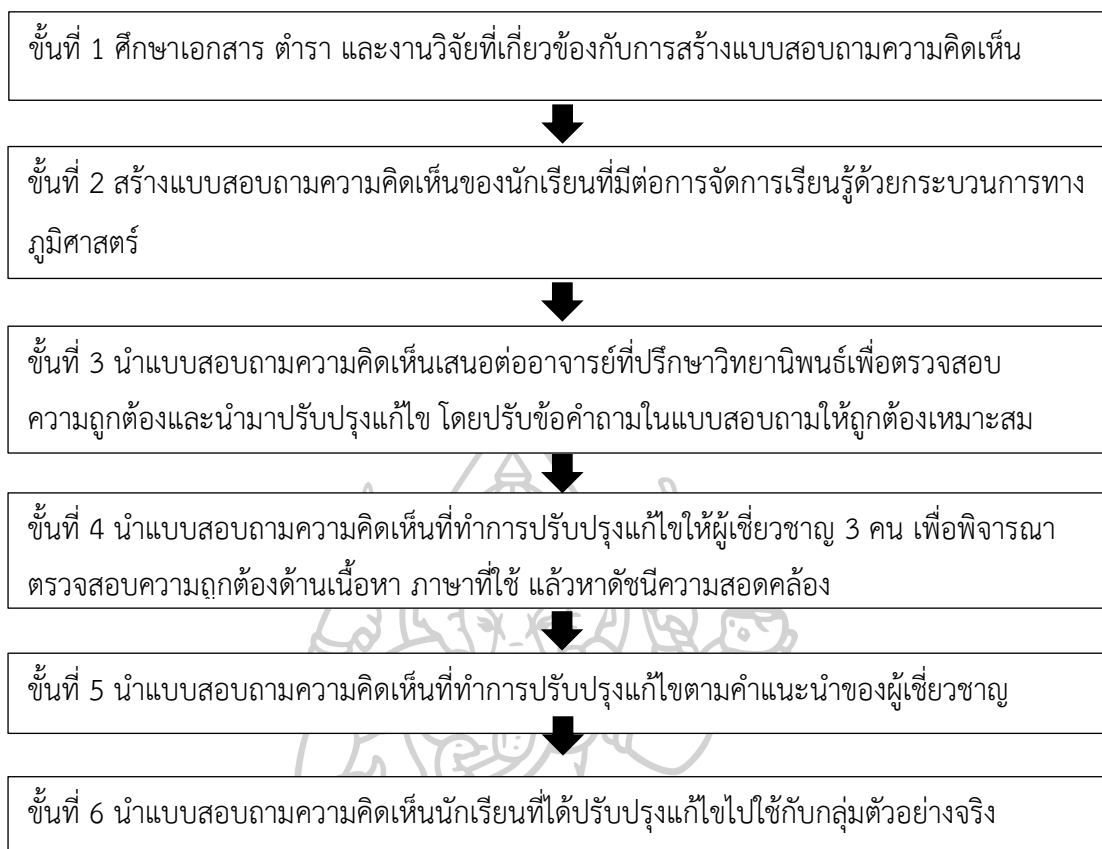 ขั้นที่ 1 ศึกษาเอกสาร ตำรา และงานวิจัยที่เกี่ยวข้องกับการสร้างแบบสอบถามความคิดเห็น
ขั้นที่ 2 สร้างแบบสอบถามความคิดเห็นของนักเรียนที่มีต่อการจัดการเรียนรู้ด้วยกระบวนการทาง
ภูมิศาสตร์
ขั้นที่ 3 นำแบบสอบถามความคิดเห็นเสนอต่ออาจารย์ที่ปรึกษาวิทยานิพนธ์เพื่อตรวจสอบ
ความถูกต้องและนำมาปรับปรุงแก้ไข โดยปรับข้อคำถามในแบบสอบถามให้ถูกต้องเหมาะสม
ขั้นที่ 4 นำแบบสอบถามความคิดเห็นที่ทำการปรับปรุงแก้ไขให้ผู้เชี่ยวชาญ 3 คน เพื่อพิจารณา
ตรวจสอบความถูกต้องด้านเนื้อหา ภาษาที่ใช้ แล้วหาดัชนีความสอดคล้อง
ขั้นที่ 5 นำแบบสอบถามความคิดเห็นที่ทำการปรับปรุงแก้ไขตามคำแนะนำของผู้เชี่ยวชาญ
ขั้นที่ 6 นำแบบสอบถามความคิดเห็นนักเรียนที่ได้ปรับปรุงแก้ไขไปใช้กับกลุ่มตัวอย่างจริง